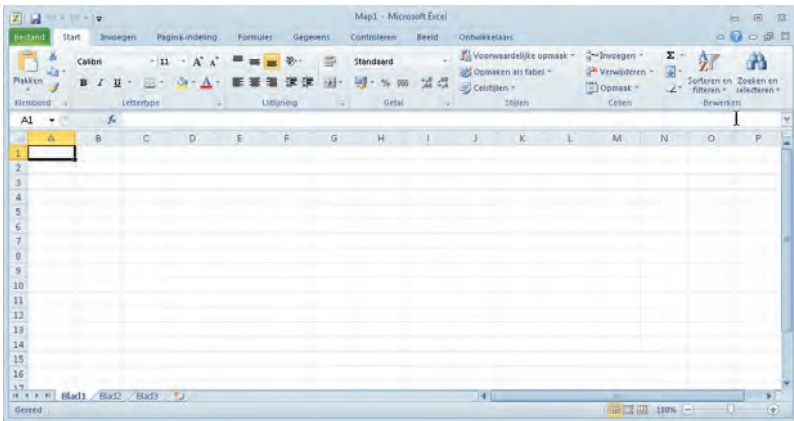 Map1 - Microsoft Excel
Bestand Start Invoegen Pagina-indeling Formules Gegevens Controleren Beeld Ontwikkelaars
Plakken
Calibri 11 A A
B I U A
Standaard
% 000
Voorwaardelijke opmaak
Opmaken als tabel
Celstijlen
Invoegen
Verwijderen
Opmaak
Σ
Sorteren en filteren
Zoeken en selecteren
Klembord Lettertype Uitlijning Getal Stijlen Cellen Bewerken
A1 fx
A B C D E F G H I J K L M N O P
1
2
3
4
5
6
7
8
9
10
11
12
13
14
15
16
17
Blad1 Blad2 Blad3
Gereed 110%